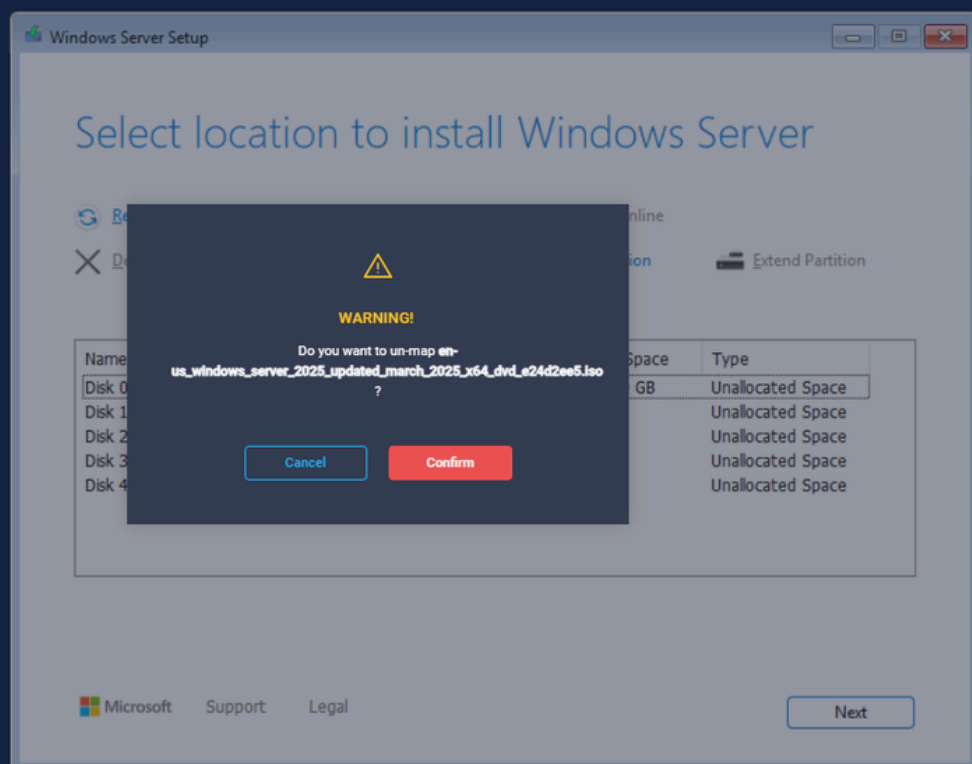 Windows Server Setup
Select location to install Windows Server
Extend Partition
WARNING!
Do you want to un-map en-
us_windows_server_2025_updated_march_2025_x64_dvd_e24d2ee5.iso
?
Name Space Type
Disk 0 GB Unallocated Space
Disk 1 Unallocated Space
Disk 2 Unallocated Space
Disk 3 Unallocated Space
Disk 4 Unallocated Space
Cancel Confirm
Microsoft Support Legal
Next